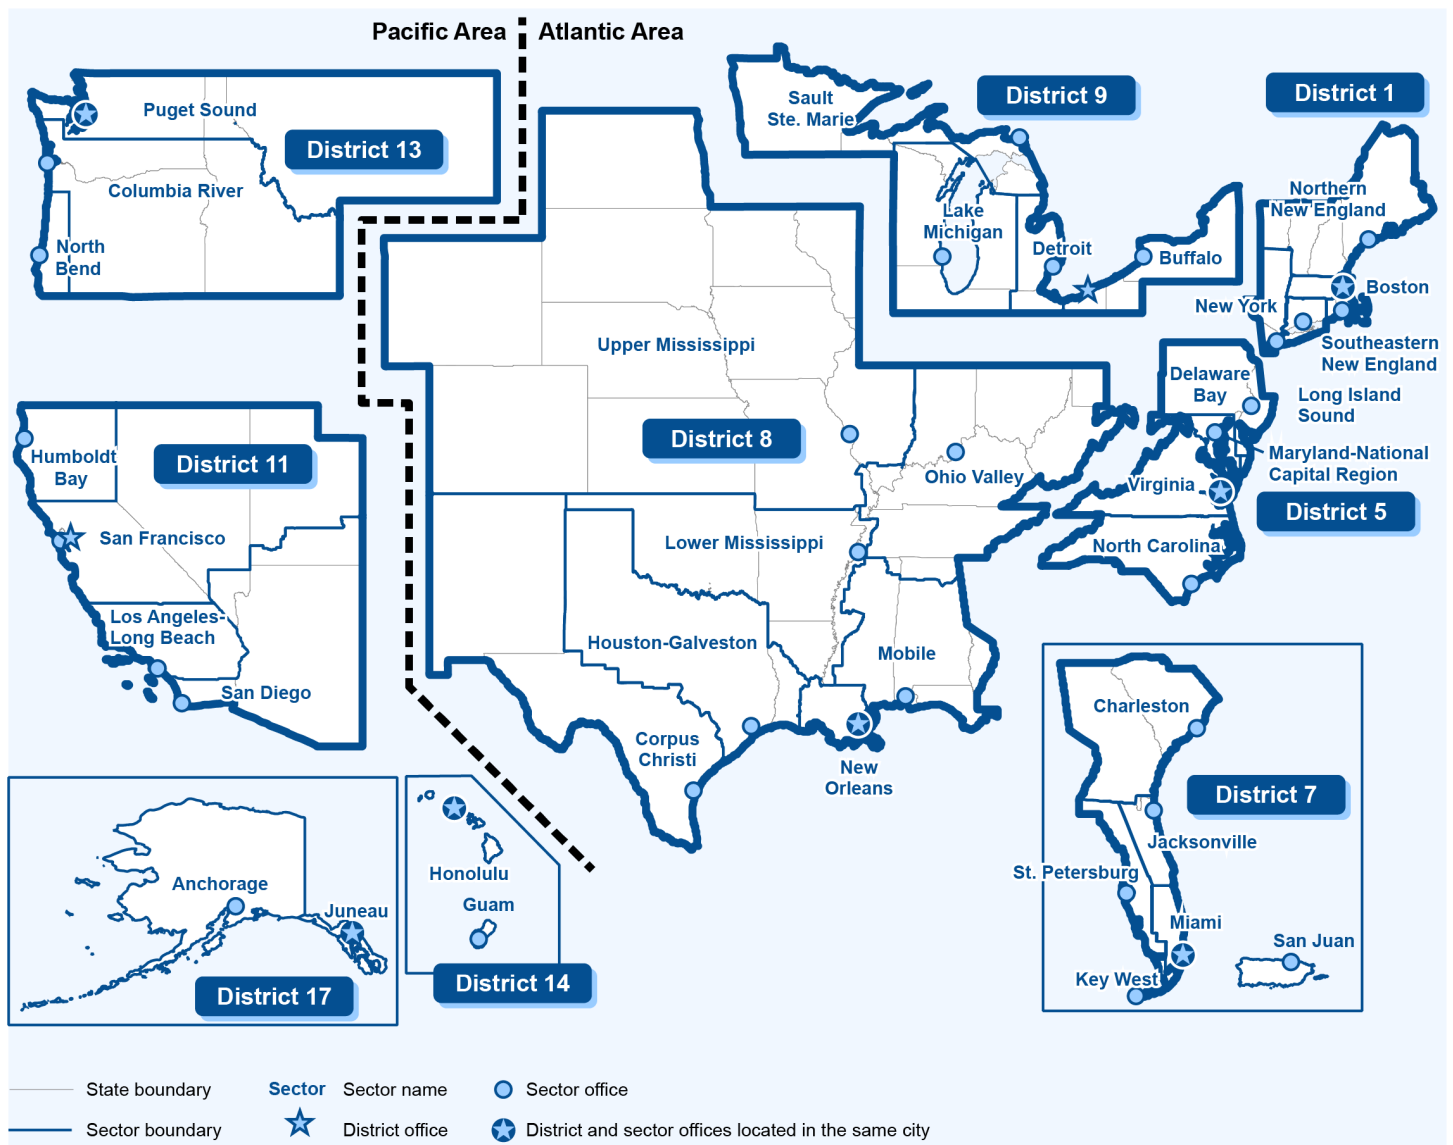 Pacific Area
Atlantic Area
District 9
District 1
Sault
Ste. Marie
Puget Sound
District 13
Columbia River
North
Bend
Northern
New England
Lake
Michigan
Detroit
Buffalo
Boston
New York
Southeastern
New England
Upper Mississippi
Delaware
Bay
Long Island
Sound
District 8
Maryland-National
Capital Region
Humboldt
Bay
District 11
Ohio Valley
Virginia
District 5
San Francisco
Lower Mississippi
North Carolina
Los Angeles-
Long Beach
Houston-Galveston
Mobile
San Diego
Corpus
Christi
New
Orleans
Charleston
District 7
Jacksonville
St. Petersburg
Miami
San Juan
Key West
Anchorage
Juneau
District 17
Honolulu
Guam
District 14
State boundary
Sector
Sector name
Sector office
Sector boundary
District office
District and sector offices located in the same city